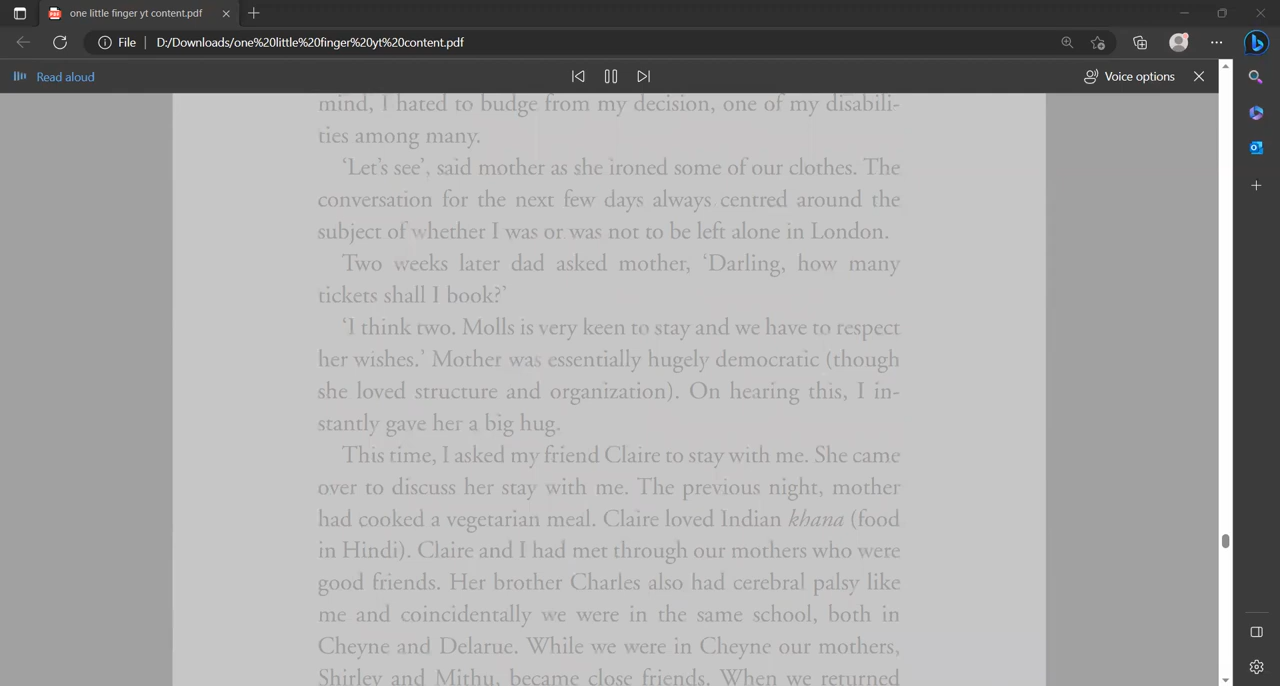 one little finger yt content.pdf
File
D:/Downloads/one%20little%20finger%20yt%20content.pdf
Read aloud
Voice options
mind, I hated to budge from my decision, one of my disabili-
ties among many.
‘Let’s see’, said mother as she ironed some of our clothes. The
conversation for the next few days always centred around the
subject of whether I was or was not to be left alone in London.
Two weeks later dad asked mother, ‘Darling, how many
tickets shall I book?’
‘I think two. Molls is very keen to stay and we have to respect
her wishes.’ Mother was essentially hugely democratic (though
she loved structure and organization). On hearing this, I in-
stantly gave her a big hug.
This time, I asked my friend Claire to stay with me. She came
over to discuss her stay with me. The previous night, mother
had cooked a vegetarian meal. Claire loved Indian khana (food
in Hindi). Claire and I had met through our mothers who were
good friends. Her brother Charles also had cerebral palsy like
me and coincidentally we were in the same school, both in
Cheyne and Delarue. While we were in Cheyne our mothers,
Shirley and Mithu, became close friends. When we returned